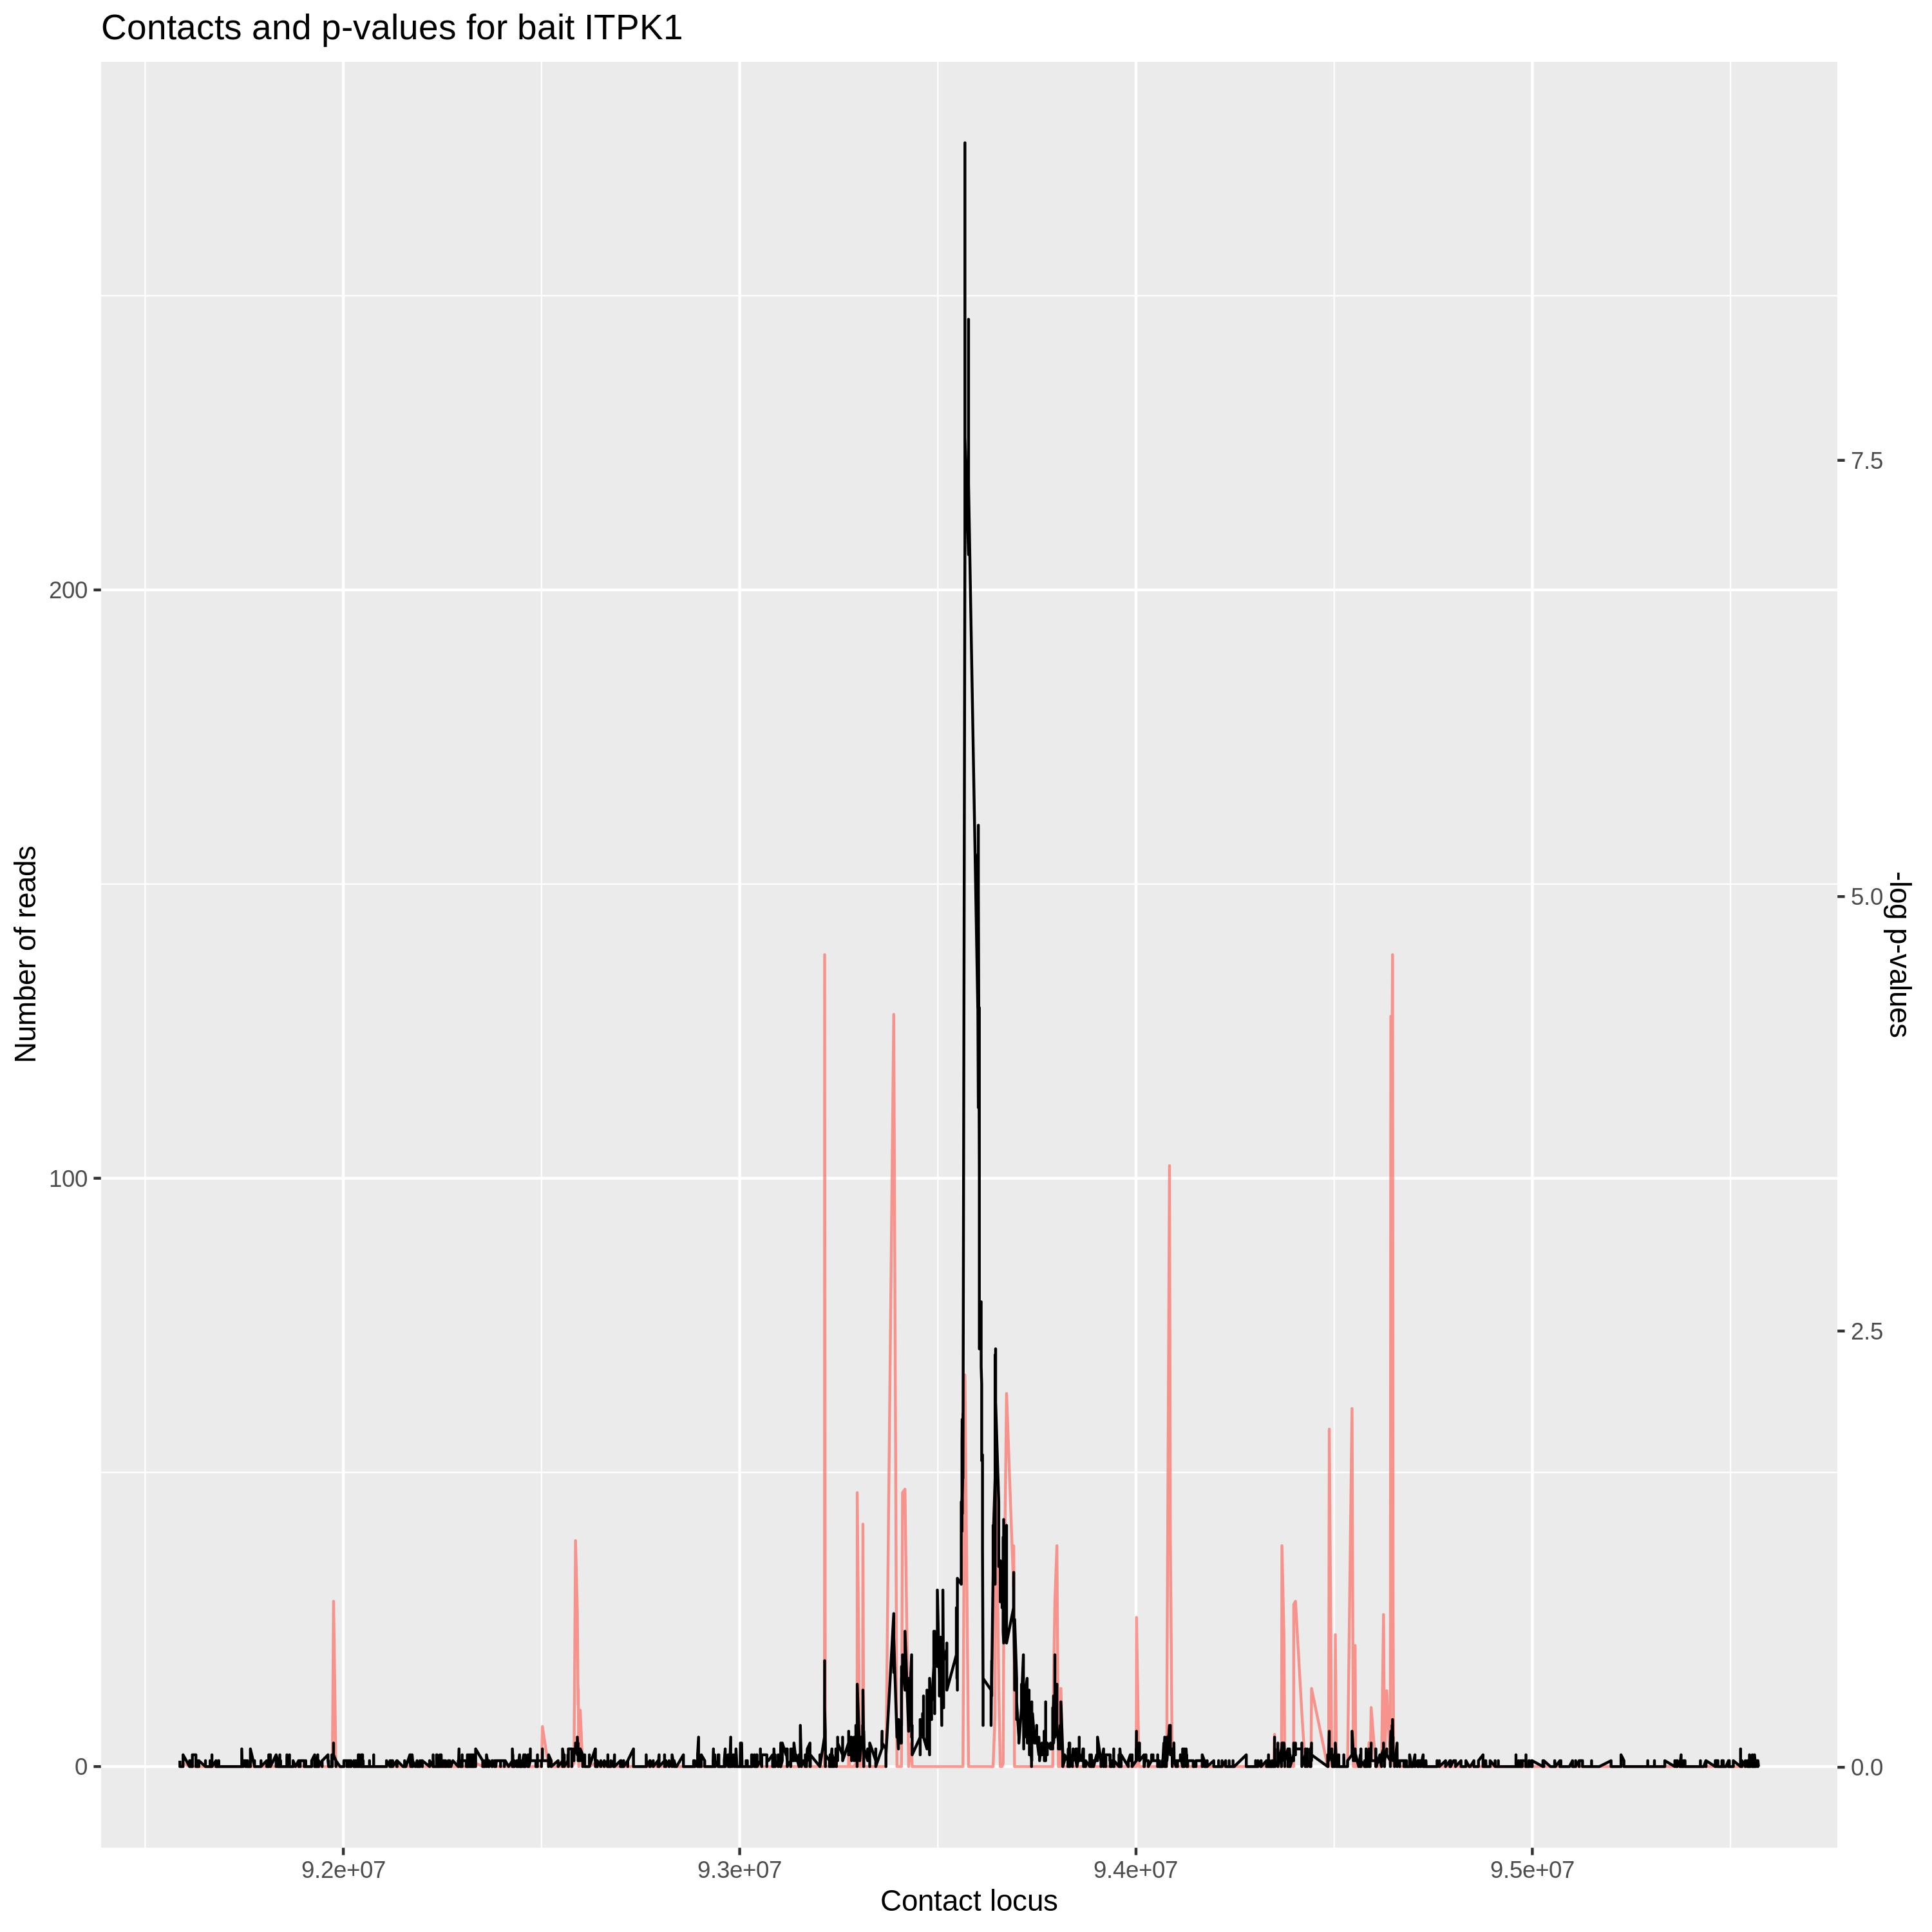 Contacts and p-values for bait ITPK1
Number of reads
200
100
0
7.5
5.0
2.5
0.0
-log p-values
9.2e+07 9.3e+07 9.4e+07 9.5e+07
Contact locus